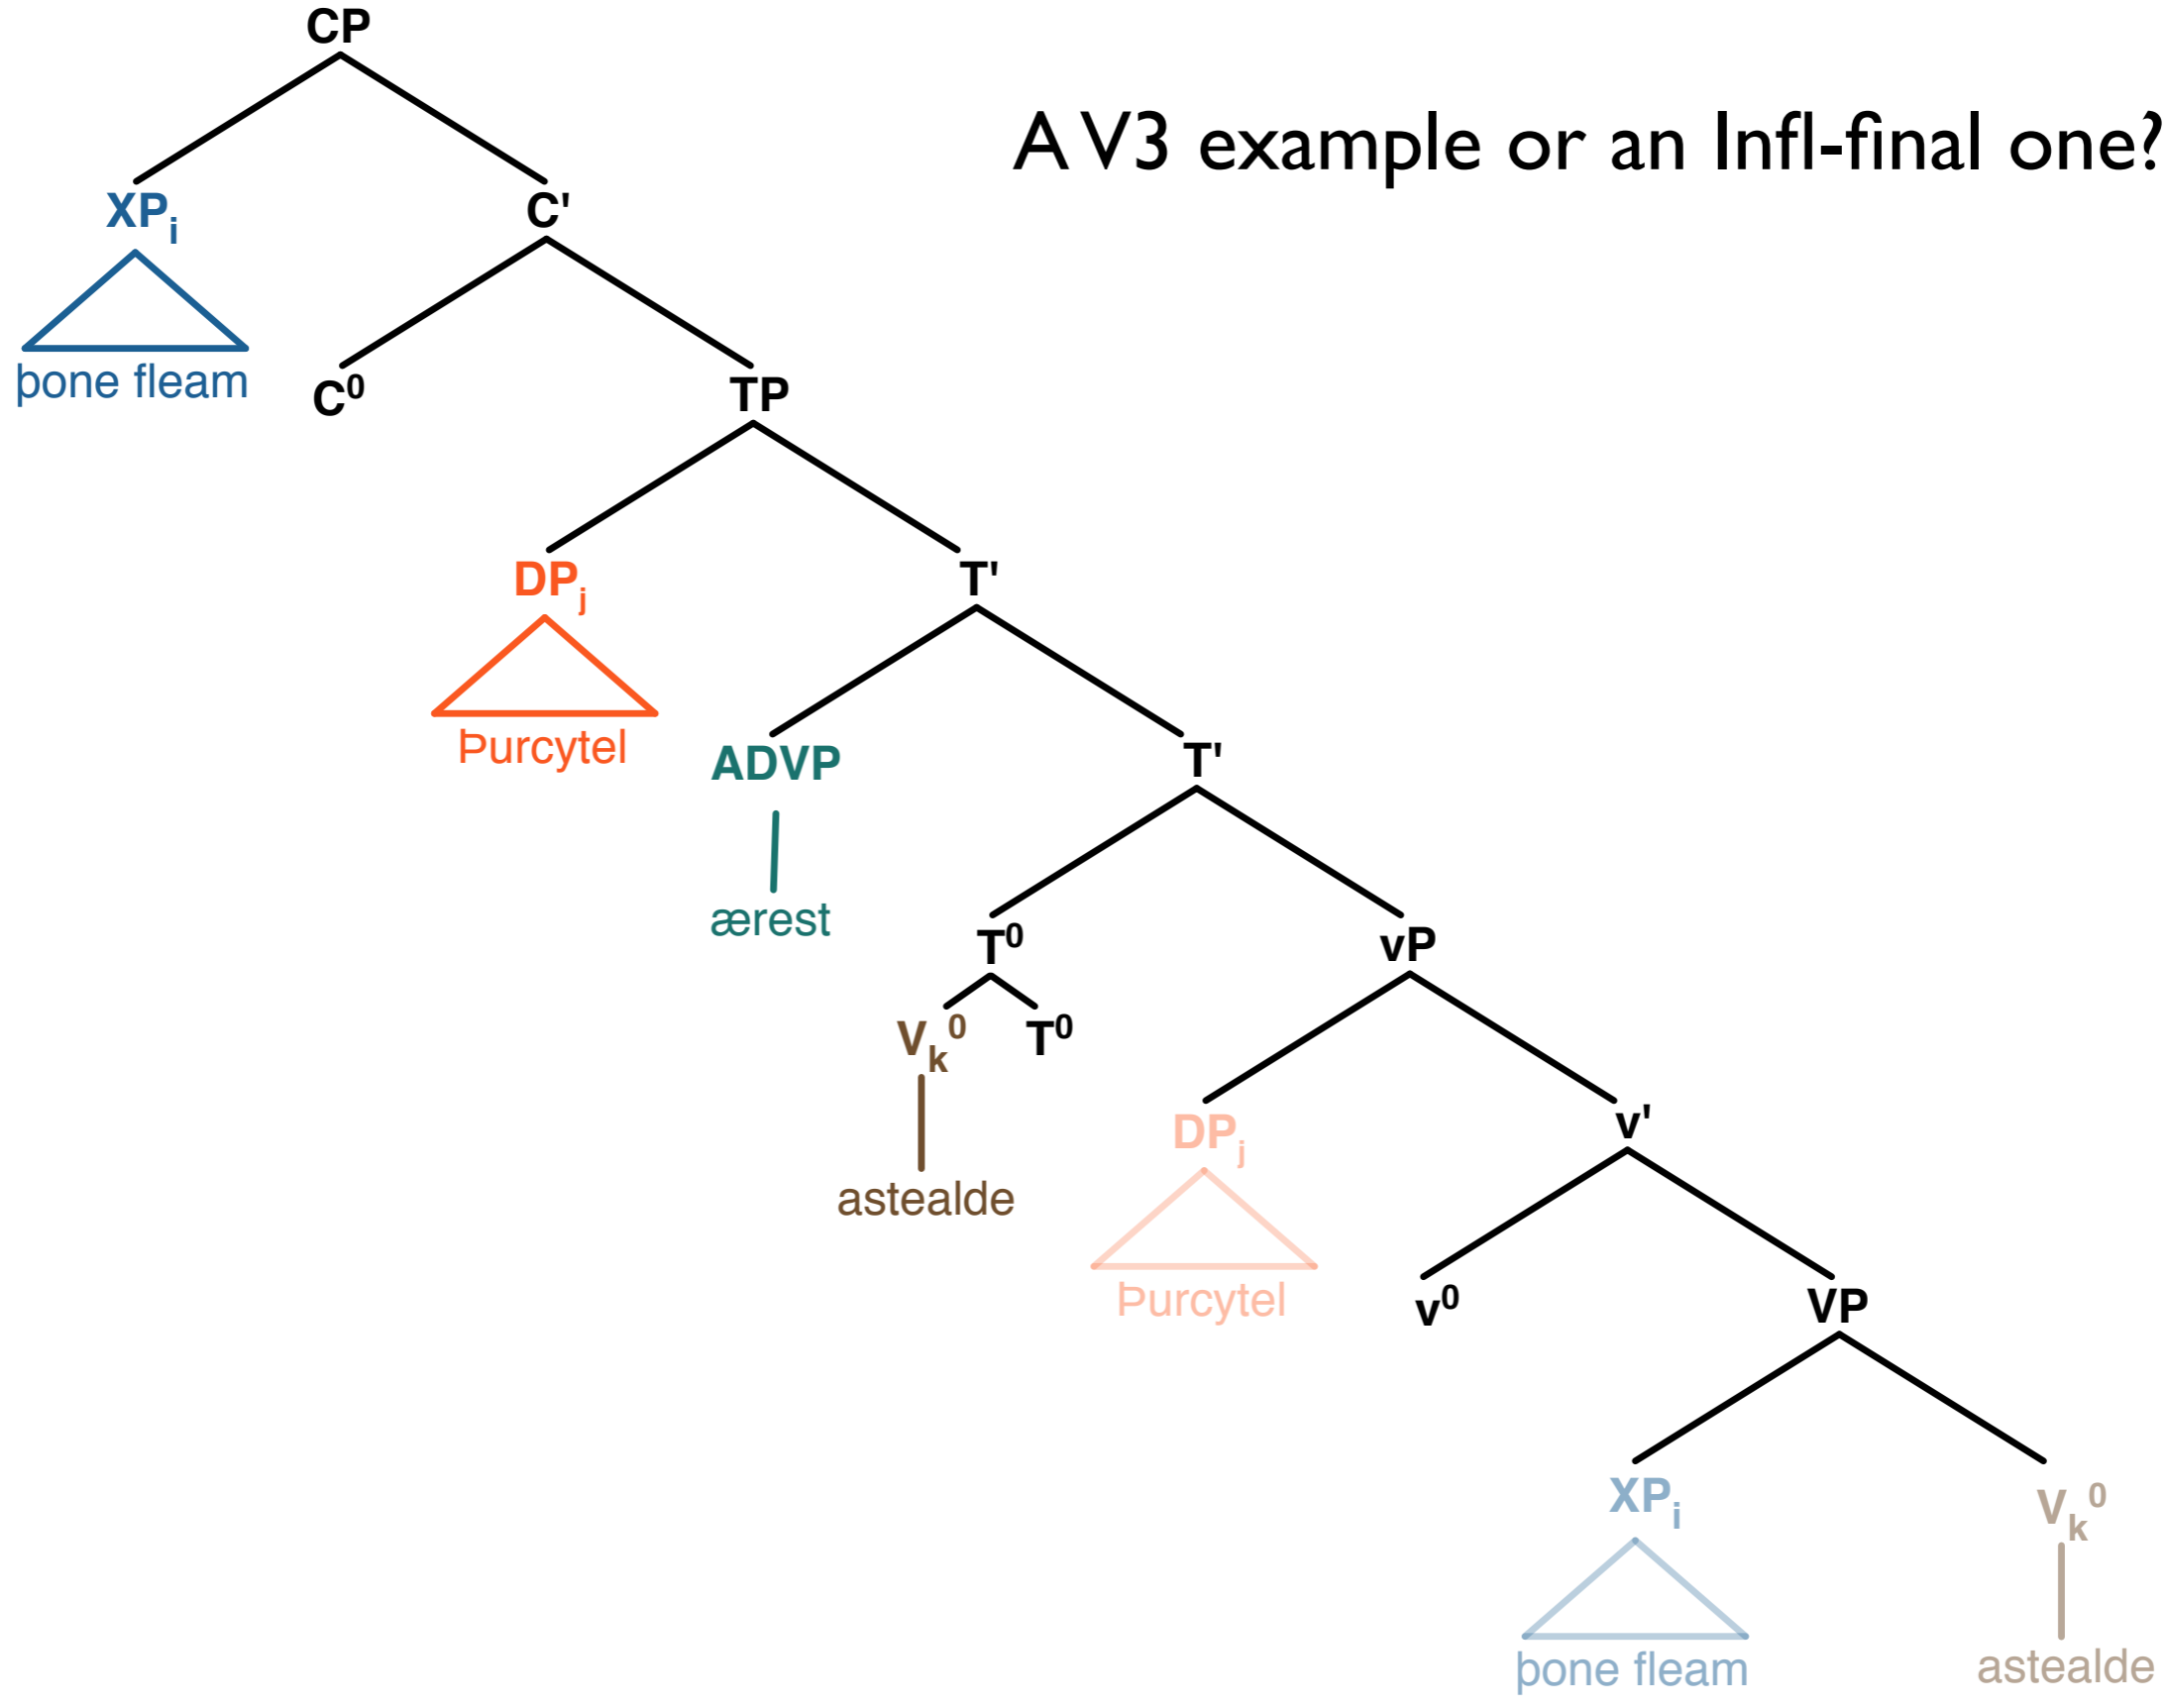 CP
A V3 example or an Infl-final one?
XPi C'
þone fleam C0 TP
DPj T'
Þurcytel ADVP T'
ærest T0 vP
Vk0 T0
astealde DPj v'
Þurcytel v0 VP
XPi Vk0
þone fleam astealde